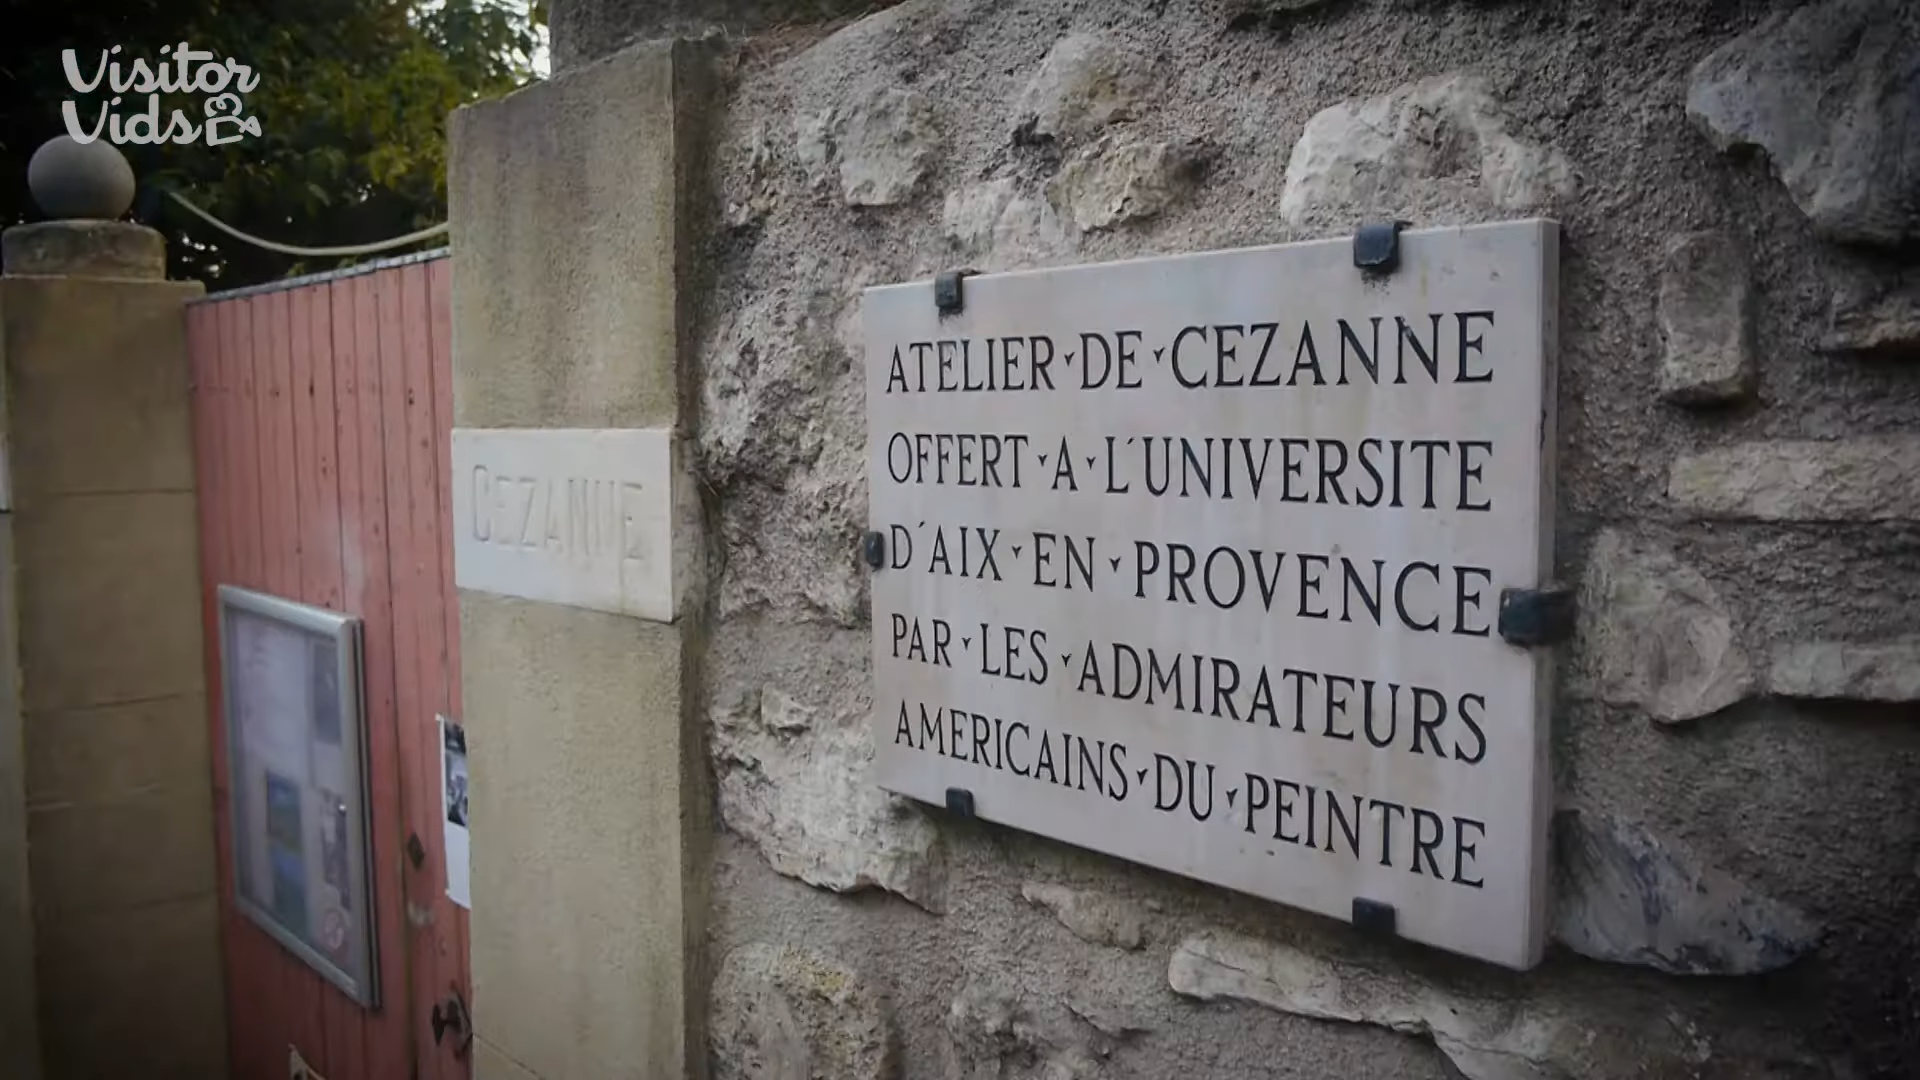 Visitor
Vids
CEZANNE
ATELIER DE CEZANNE
OFFERT A L'UNIVERSITE
D'AIX EN PROVENCE
PAR LES ADMIRATEURS
AMERICAINS DU PEINTRE